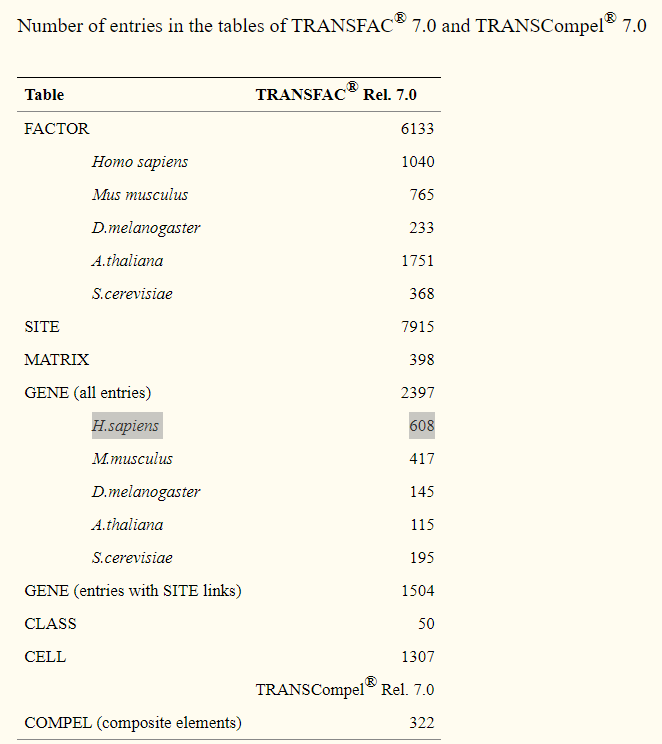 Number of entries in the tables of TRANSFAC® 7.0 and TRANSCompel® 7.0
Table TRANSFAC® Rel. 7.0
FACTOR 6133
Homo sapiens 1040
Mus musculus 765
D.melanogaster 233
A.thaliana 1751
S.cerevisiae 368
SITE 7915
MATRIX 398
GENE (all entries) 2397
H.sapiens 608
M.musculus 417
D.melanogaster 145
A.thaliana 115
S.cerevisiae 195
GENE (entries with SITE links) 1504
CLASS 50
CELL 1307
TRANSCompel® Rel. 7.0
COMPEL (composite elements) 322